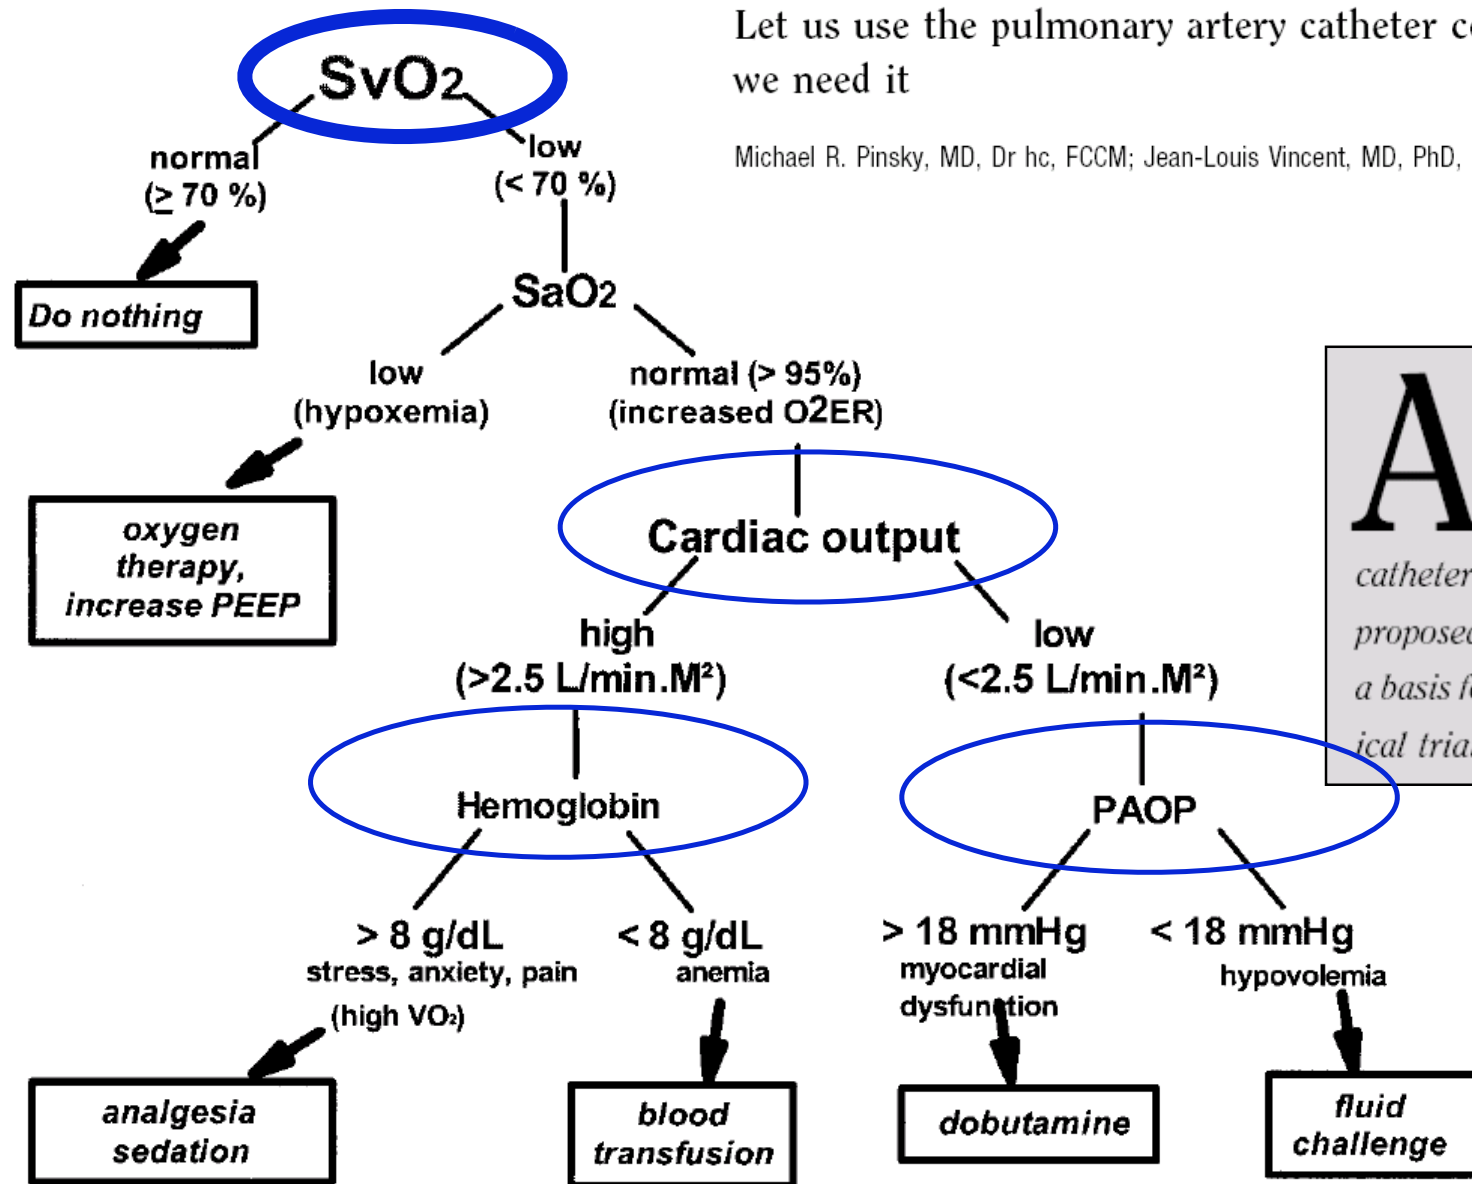 Let us use the pulmonary artery catheter
we need it
Michael R. Pinsky, MD, Dr hc, FCCM; Jean-Louis Vincent, MD, PhD,
SvO2
normal
(≥ 70 %)
low
(< 70 %)
Do nothing
SaO2
low
(hypoxemia)
normal (> 95%)
(increased O2ER)
oxygen
therapy,
increase PEEP
Cardiac output
high
(>2.5 L/min.M²)
low
(<2.5 L/min.M²)
A
catheter
proposed
a basis
ical
Hemoglobin
PAOP
> 8 g/dL
stress, anxiety, pain
(high VO₂)
< 8 g/dL
anemia
> 18 mmHg
myocardial
dysfunction
< 18 mmHg
hypovolemia
analgesia
sedation
blood
transfusion
dobutamine
fluid
challenge